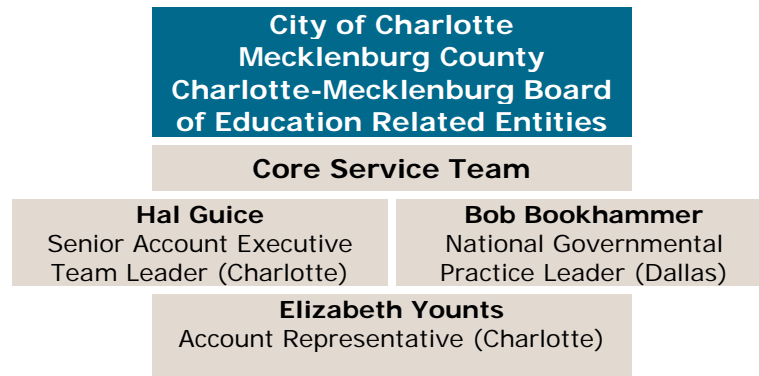 City of Charlotte
Mecklenburg County
Charlotte-Mecklenburg Board
of Education Related Entities
Core Service Team
Hal Guice
Senior Account Executive
Team Leader (Charlotte)
Bob Bookhammer
National Governmental
Practice Leader (Dallas)
Elizabeth Younts
Account Representative (Charlotte)